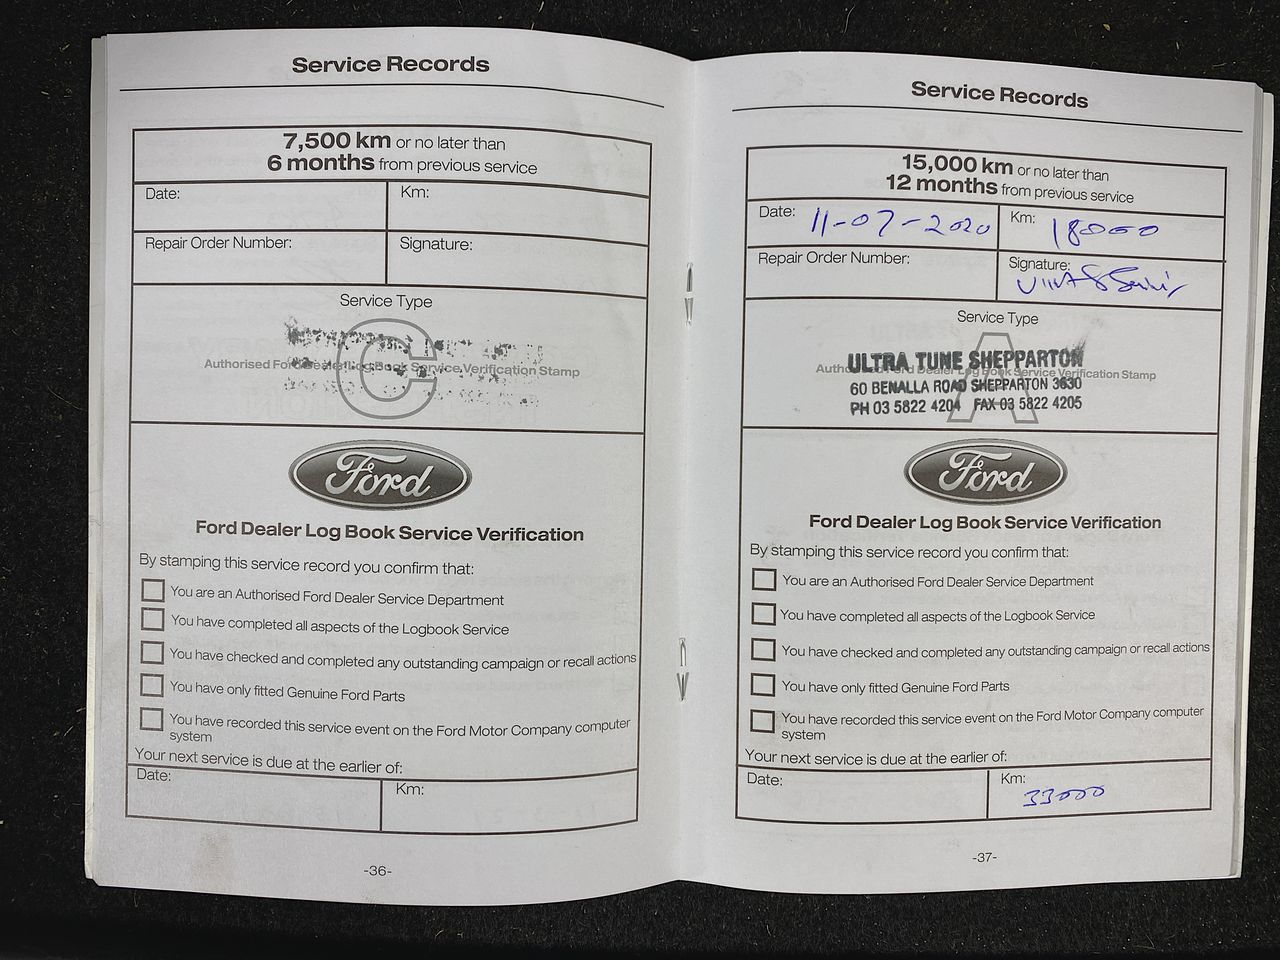 Service Records
7,500 km or no later than
6 months from previous service
Date:
Km:
Repair Order Number:
Signature:
Service Type
C
Authorised Ford Dealer Log Book Service Verification Stamp
Ford
Ford Dealer Log Book Service Verification
By stamping this service record you confirm that:
You are an Authorised Ford Dealer Service Department
You have completed all aspects of the Logbook Service
You have checked and completed any outstanding campaign or recall actions
You have only fitted Genuine Ford Parts
You have recorded this service event on the Ford Motor Company computer
system
Your next service is due at the earlier of:
Date:
Km:
-36-
Service Records
15,000 km or no later than
12 months from previous service
Date: 11-07-2020
Km: 18000
Repair Order Number:
Signature:
Service Type
A
Authorised Ford Dealer Log Book Service Verification Stamp
ULTRA TUNE SHEPPARTON
60 BENALLA ROAD SHEPPARTON 3630
PH 03 5822 4204 FAX 03 5822 4205
Ford
Ford Dealer Log Book Service Verification
By stamping this service record you confirm that:
You are an Authorised Ford Dealer Service Department
You have completed all aspects of the Logbook Service
You have checked and completed any outstanding campaign or recall actions
You have only fitted Genuine Ford Parts
You have recorded this service event on the Ford Motor Company computer
system
Your next service is due at the earlier of:
Date:
Km: 33000
-37-